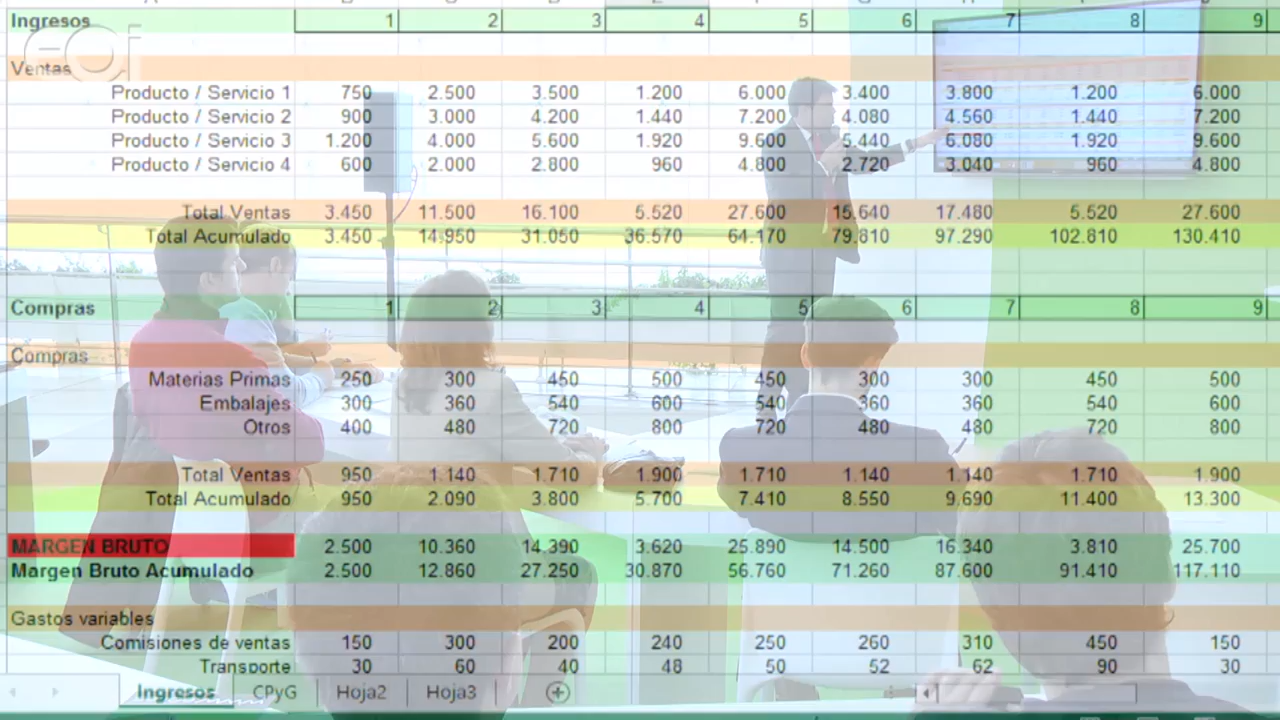 Ingresos 1 2 3 4 5 6 7 8 9
eoi
Ventas
Producto / Servicio 1 750 2.500 3.500 1.200 6.000 3.400 3.800 1.200 6.000
Producto / Servicio 2 900 3.000 4.200 1.440 7.200 4.080 4.560 1.440 7.200
Producto / Servicio 3 1.200 4.000 5.600 1.920 9.600 5.440 6.080 1.920 9.600
Producto / Servicio 4 600 2.000 2.800 960 4.800 2.720 3.040 960 4.800
Total Ventas 3.450 11.500 16.100 5.520 27.600 15.640 17.480 5.520 27.600
Total Acumulado 3.450 14.950 31.050 36.570 64.170 79.810 97.290 102.810 130.410
Compras 1 2 3 4 5 6 7 8 9
Compras
Materias Primas 250 300 450 500 450 300 300 450 500
Embalajes 300 360 540 600 540 360 360 540 600
Otros 400 480 720 800 720 480 480 720 800
Total Ventas 950 1.140 1.710 1.900 1.710 1.140 1.140 1.710 1.900
Total Acumulado 950 2.090 3.800 5.700 7.410 8.550 9.690 11.400 13.300
MARGEN BRUTO 2.500 10.360 14.390 3.620 25.890 14.500 16.340 3.810 25.700
Margen Bruto Acumulado 2.500 12.860 27.250 30.870 56.760 71.260 87.600 91.410 117.110
Gastos variables
Comisiones de ventas 150 300 200 240 250 260 310 450 150
Transporte 30 60 40 48 50 52 62 90 30
Ingresos CPyG Hoja2 Hoja3